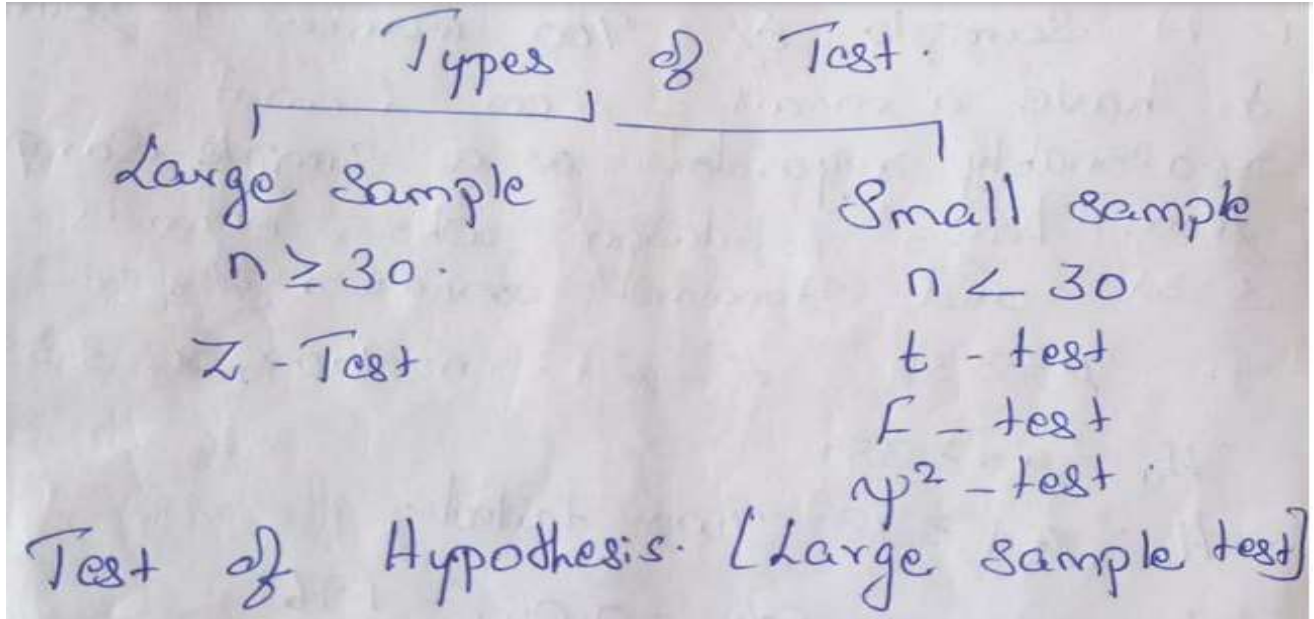 Types of Test.
Large Sample
Small Sample
n ≥ 30.
n < 30
Z - Test
t - test
F - test
ψ² - test.
Test of Hypothesis. [Large Sample test]